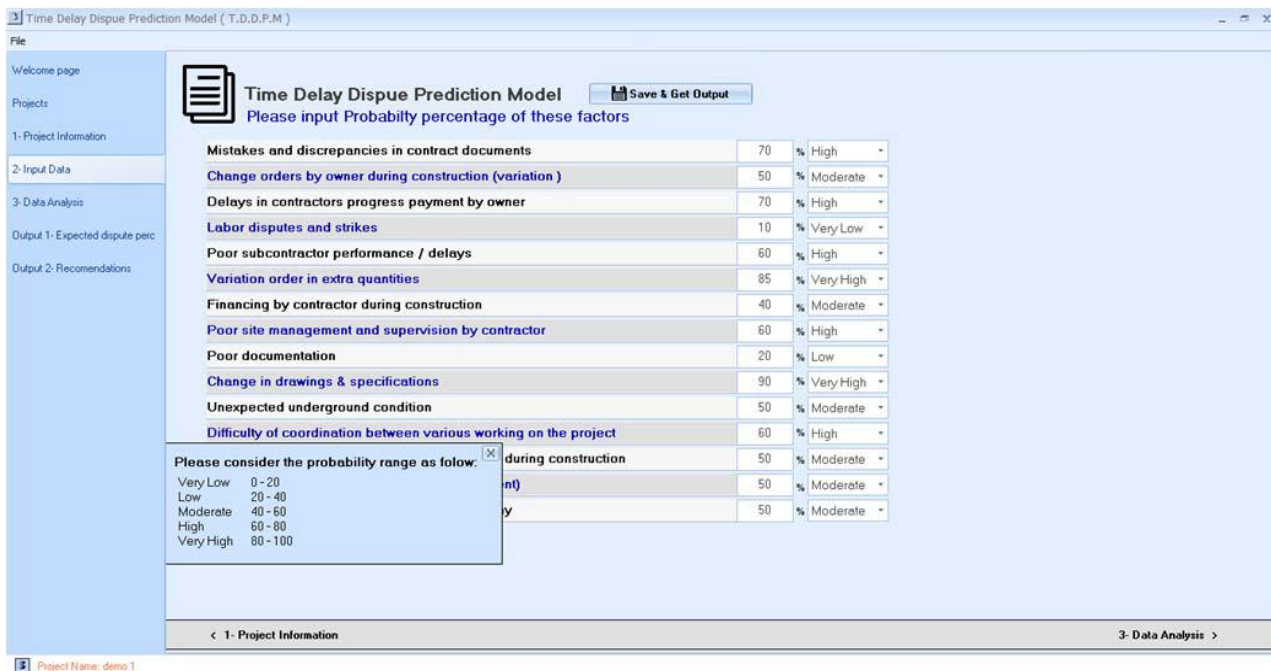 Time Delay Dispue Prediction Model ( T.D.D.P.M )
File
Welcome page
Projects
1- Project Information
2- Input Data
3- Data Analysis
Output 1- Expected dispute perc
Output 2- Recomendations
Time Delay Dispue Prediction Model
Save & Get Output
Please input Probabilty percentage of these factors
Mistakes and discrepancies in contract documents 70 % High
Change orders by owner during construction (variation ) 50 % Moderate
Delays in contractors progress payment by owner 70 % High
Labor disputes and strikes 10 % Very Low
Poor subcontractor performance / delays 60 % High
Variation order in extra quantities 85 % Very High
Financing by contractor during construction 40 % Moderate
Poor site management and supervision by contractor 60 % High
Poor documentation 20 % Low
Change in drawings & specifications 90 % Very High
Unexpected underground condition 50 % Moderate
Difficulty of coordination between various working on the project 60 % High
during construction 50 % Moderate
nt) 50 % Moderate
y 50 % Moderate
Please consider the probability range as folow:
Very Low 0 - 20
Low 20 - 40
Moderate 40 - 60
High 60 - 80
Very High 80 - 100
< 1- Project Information
3- Data Analysis >
Project Name: demo 1